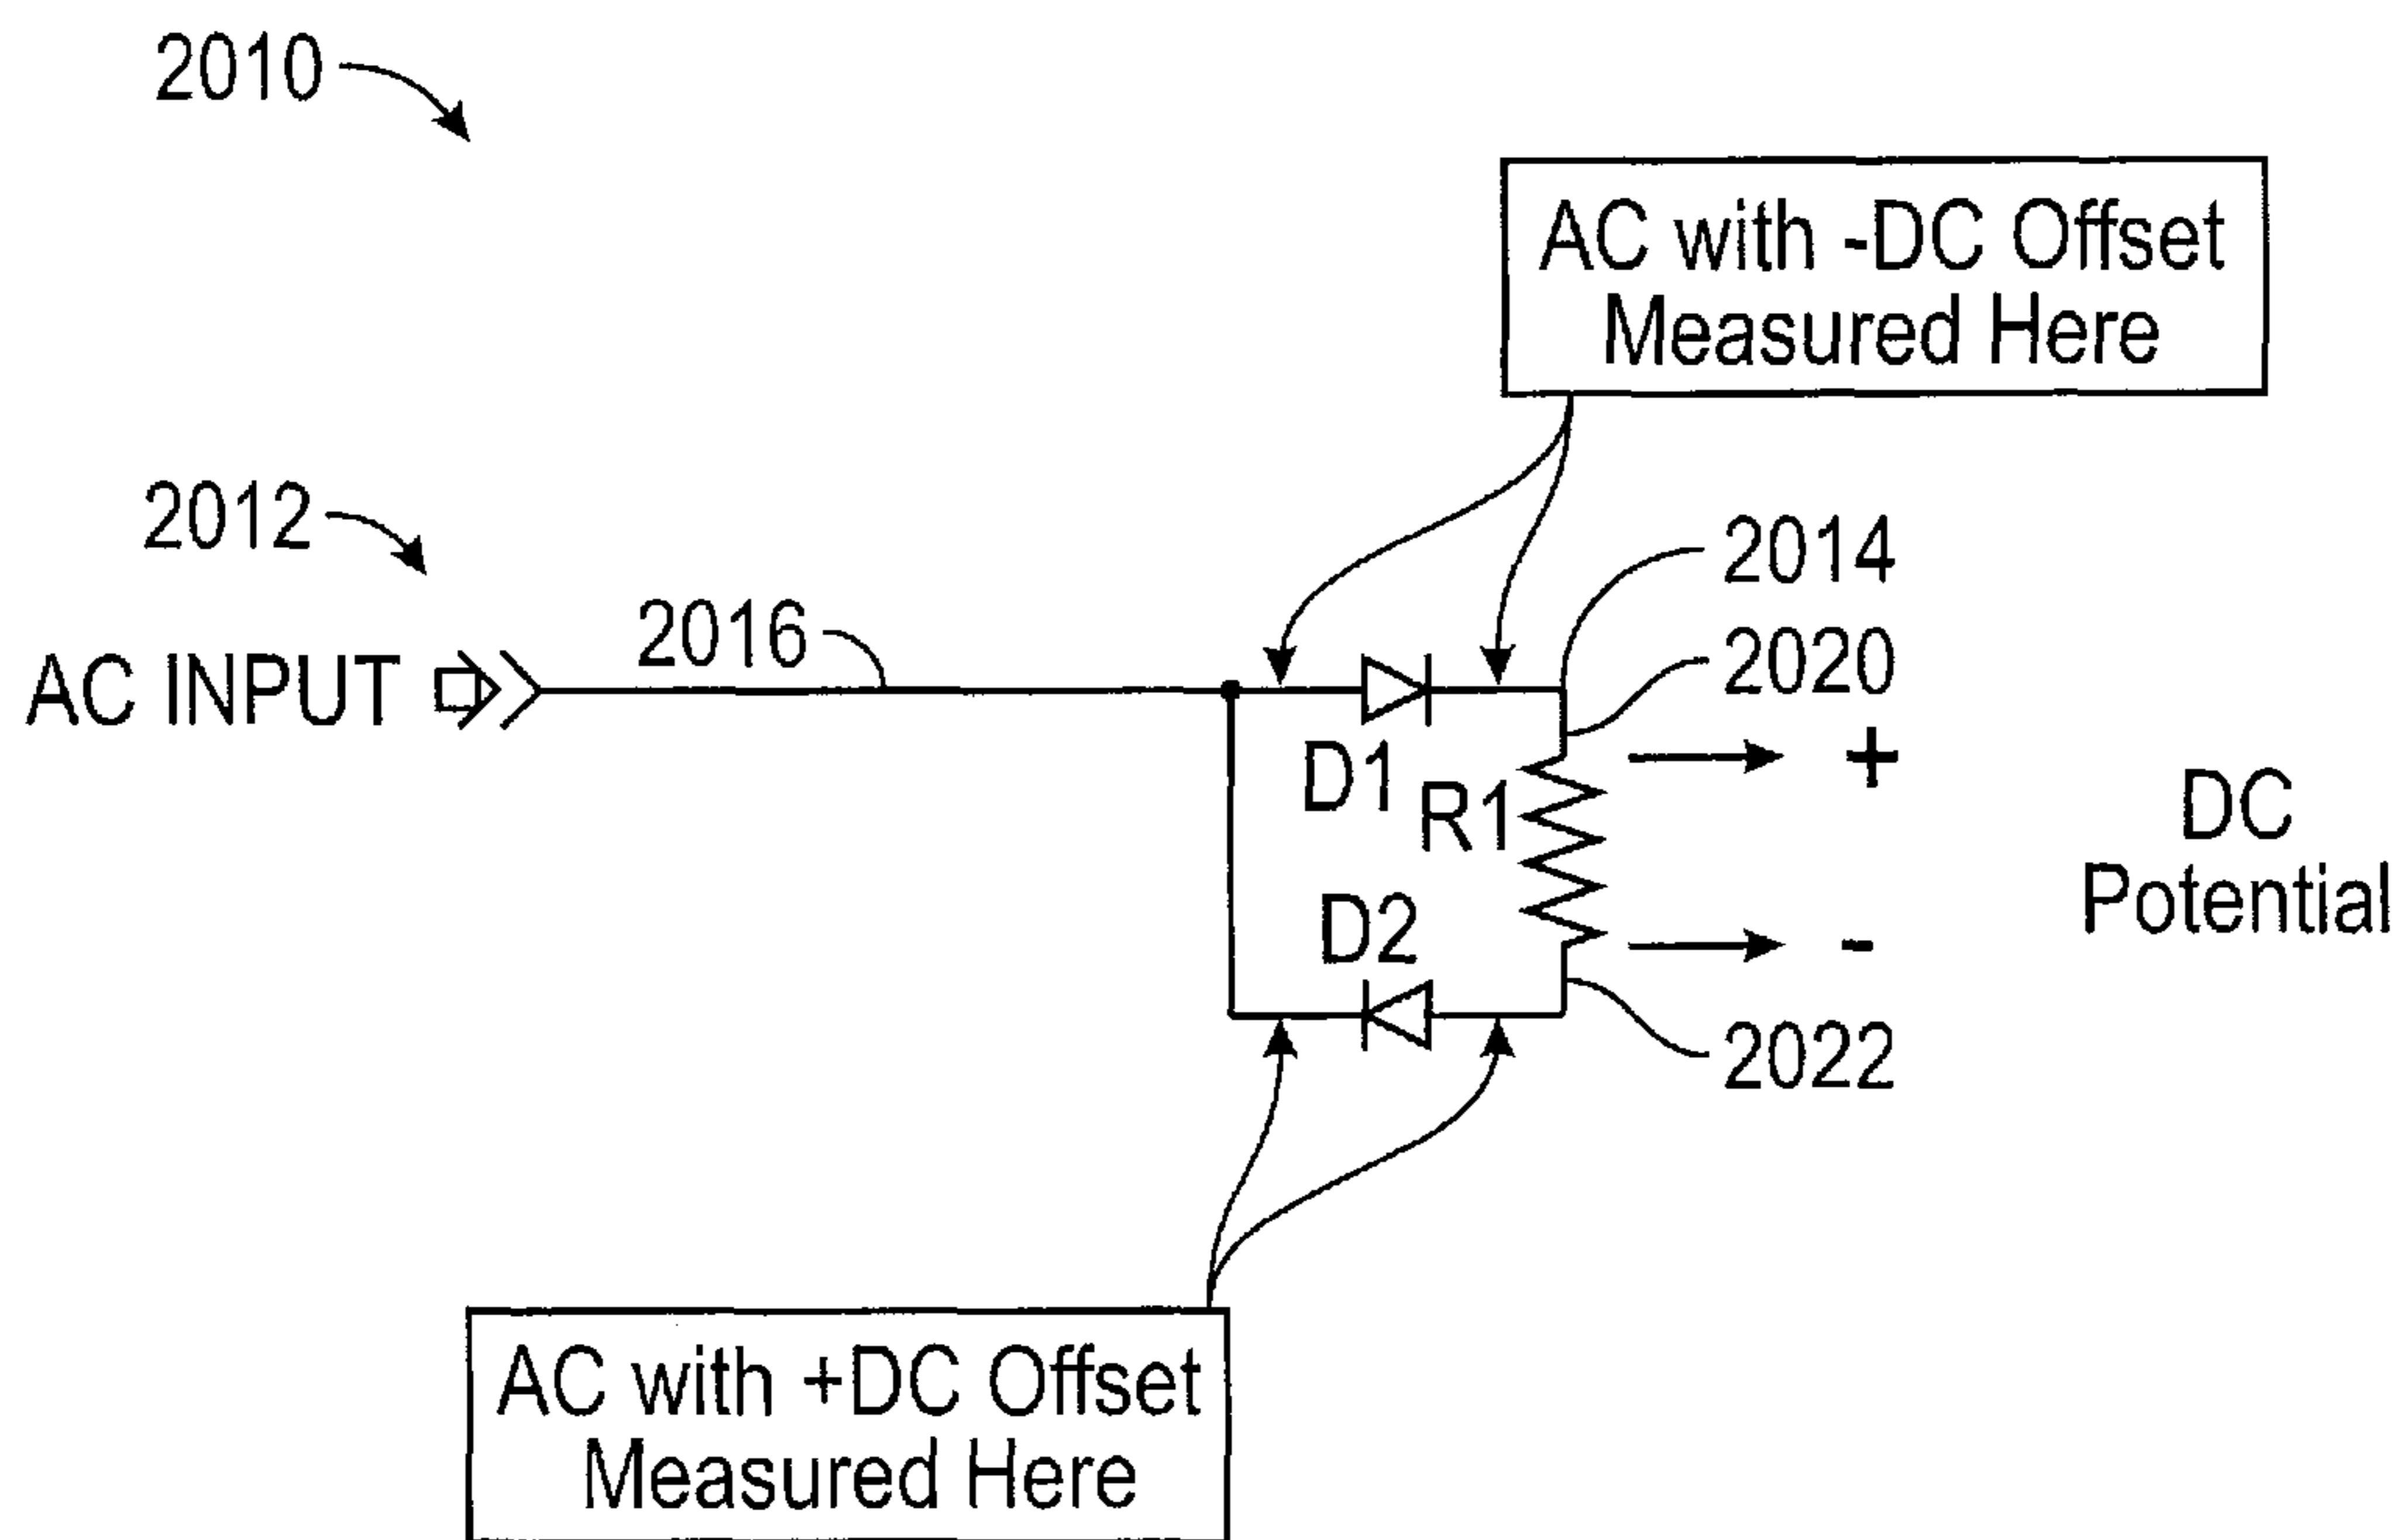 2010
AC with -DC Offset
Measured Here
2012
2014
2016
2020
AC INPUT
+
D1
R1
DC
Potential
D2
-
2022
AC with +DC Offset
Measured Here